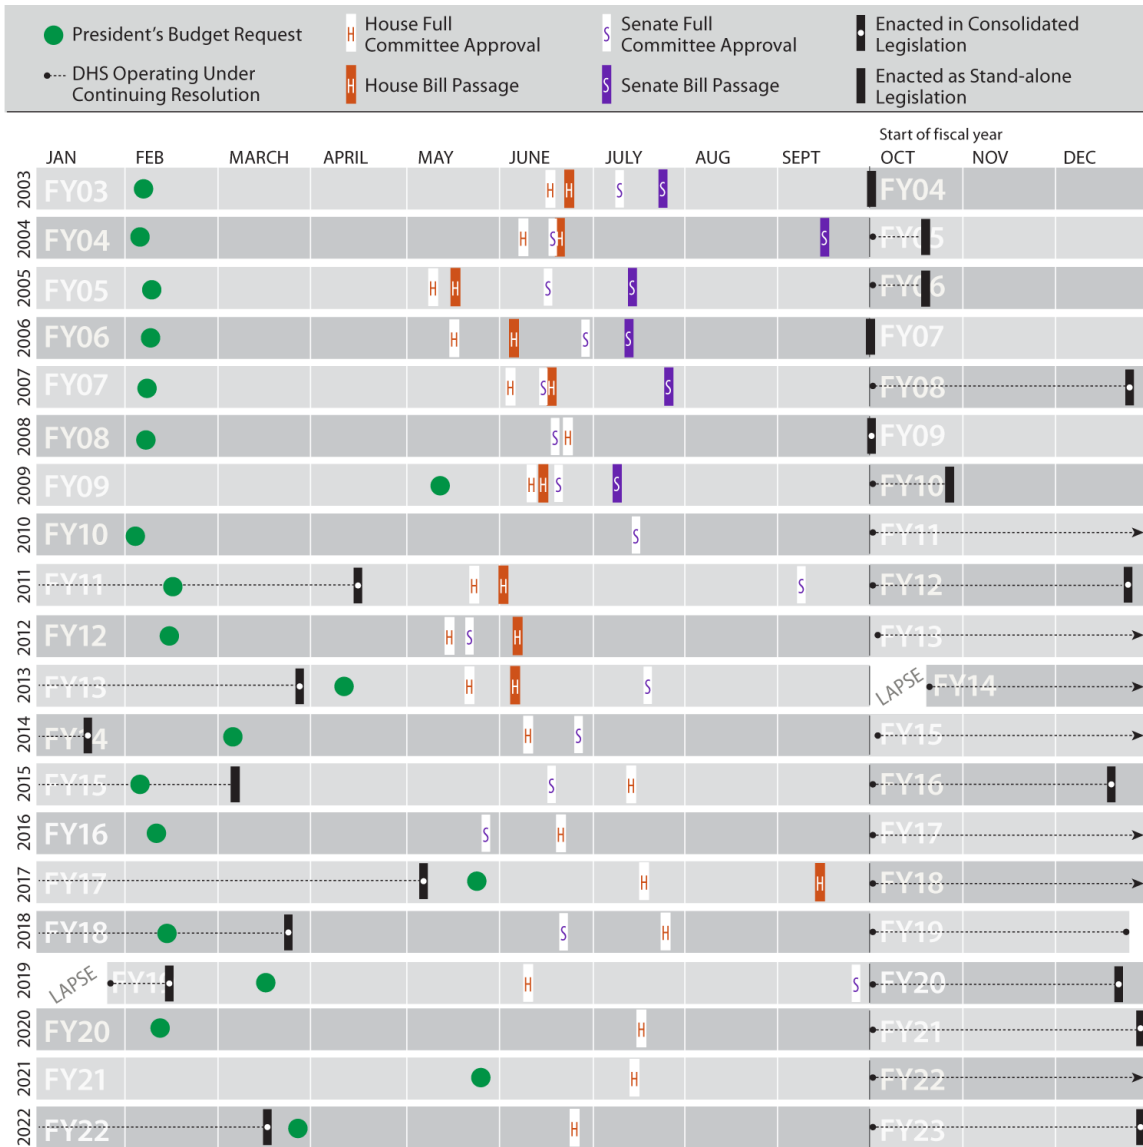 President's Budget Request
House Full
Committee Approval
Senate Full
Committee Approval
Enacted in Consolidated
Legislation
DHS Operating Under
Continuing Resolution
House Bill Passage
Senate Bill Passage
Enacted as Stand-alone
Legislation
H
S
H
S
Start of fiscal year
JAN FEB MARCH APRIL MAY JUNE JULY AUG SEPT OCT NOV DEC
2003 FY03 H H S S FY04
2004 FY04 H S H S FY05
2005 FY05 H H S S FY06
2006 FY06 H H S S FY07
2007 FY07 H S H S FY08
2008 FY08 S H FY09
2009 FY09 H H S S FY10
2010 FY10 S FY11
2011 FY11 H H S FY12
2012 FY12 H S H FY13
2013 FY13 H H S LAPSE FY14
2014 FY14 H S FY15
2015 FY15 S H FY16
2016 FY16 S H FY17
2017 FY17 H H FY18
2018 FY18 S H FY19
2019 LAPSE FY19 H S FY20
2020 FY20 H FY21
2021 FY21 H FY22
2022 FY22 H FY23